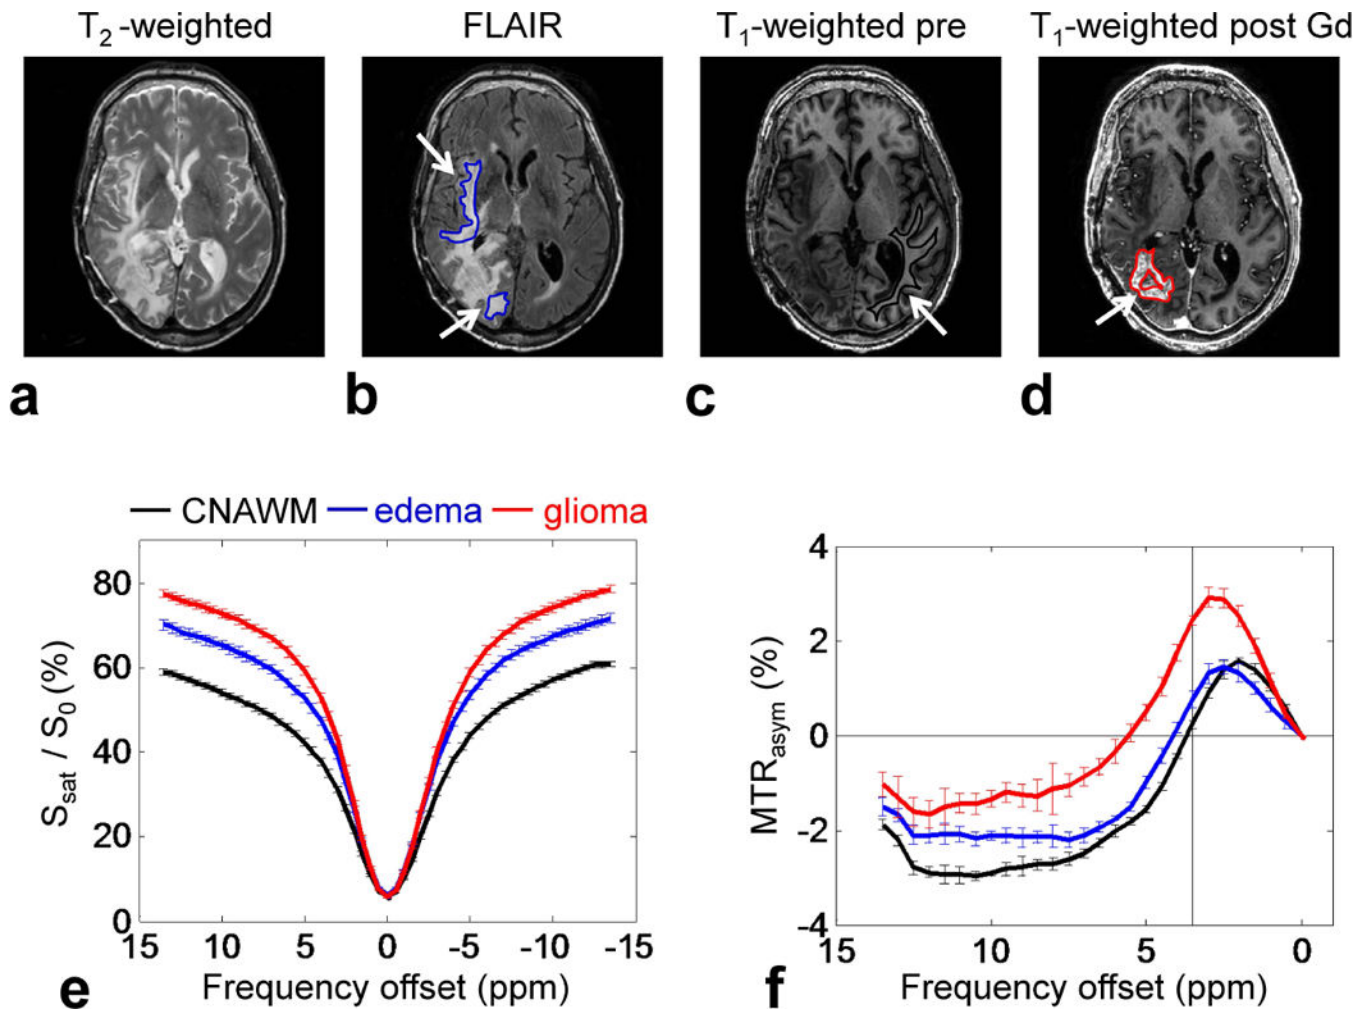 T2 -weighted
FLAIR
T1-weighted pre
T1-weighted post Gd
a
b
c
d
CNAWM
edema
glioma
80
60
40
20
0
Ssat / S0 (%)
15
10
5
0
-5
-10
-15
Frequency offset (ppm)
e
4
2
0
-2
-4
MTRasym (%)
15
10
5
0
Frequency offset (ppm)
f